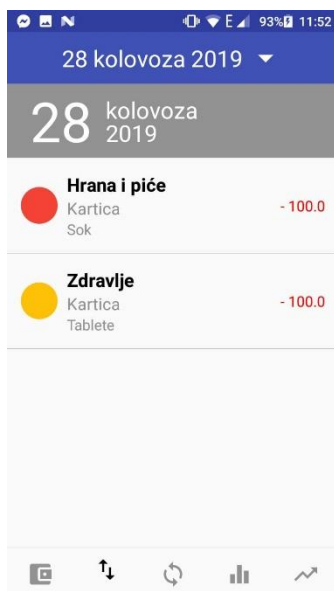 E 93% 11:52
28 kolovoza 2019
28 kolovoza
2019
Hrana i piće
Kartica
- 100.0
Sok
Zdravlje
Kartica
- 100.0
Tablete